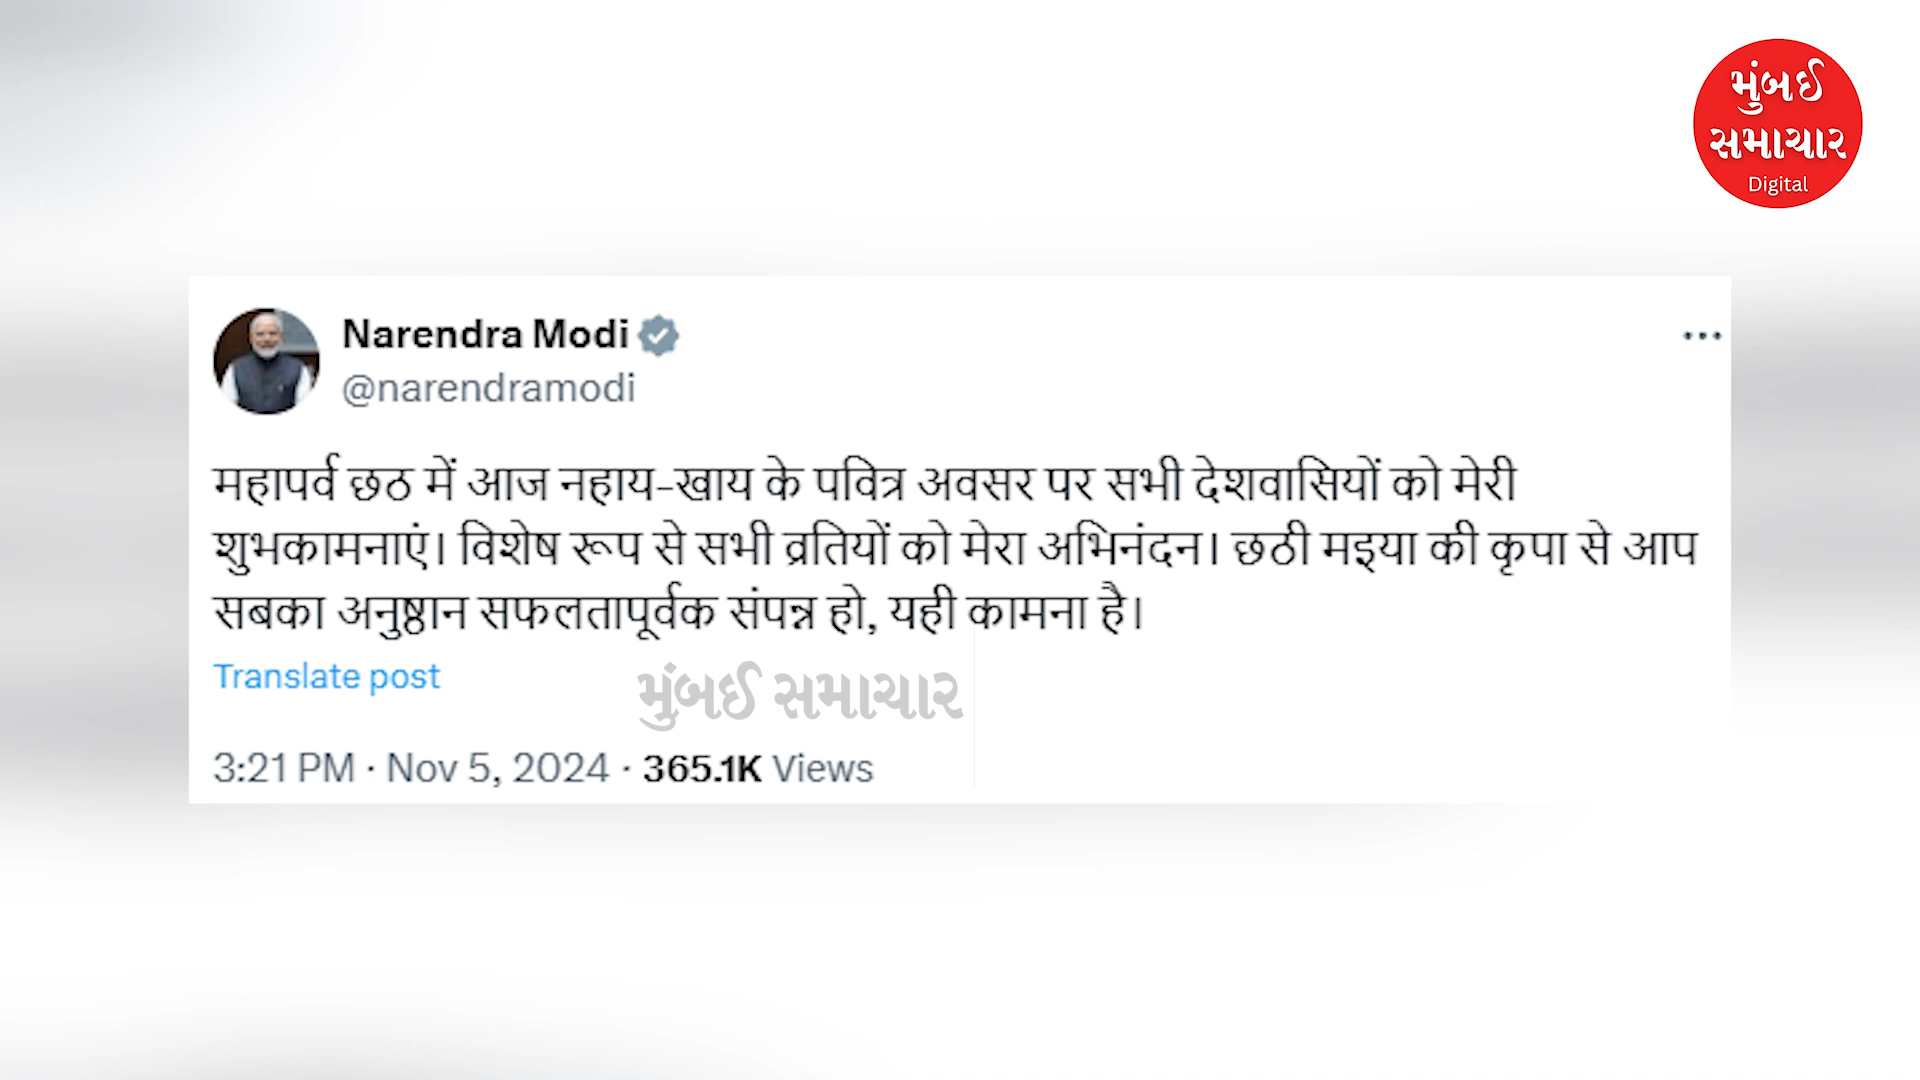 મુંબઈ
સમાચાર
Digital
Narendra Modi
@narendramodi
महापर्व छठ में आज नहाय-खाय के पवित्र अवसर पर सभी देशवासियों को मेरी
शुभकामनाएं। विशेष रूप से सभी व्रतियों को मेरा अभिनंदन। छठी मइया की कृपा से आप
सबका अनुष्ठान सफलतापूर्वक संपन्न हो, यही कामना है।
Translate post
મુંબઈ સમાચાર
3:21 PM · Nov 5, 2024 · 365.1K Views